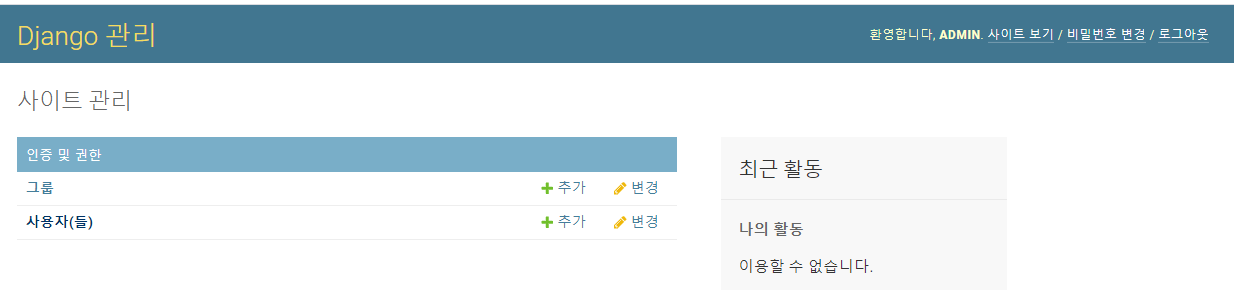 Django 관리
환영합니다, ADMIN. 사이트 보기 / 비밀번호 변경 / 로그아웃
사이트 관리
인증 및 권한
그룹 추가 변경
사용자(들) 추가 변경
최근 활동
나의 활동
이용할 수 없습니다.